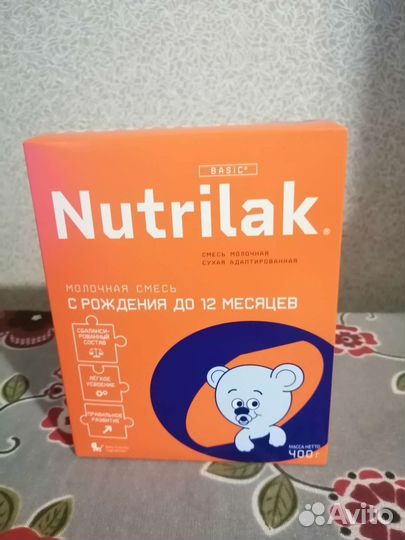 BASIC®
Nutrilak®
СМЕСЬ МОЛОЧНАЯ
СУХАЯ АДАПТИРОВАННАЯ
МОЛОЧНАЯ СМЕСЬ
С РОЖДЕНИЯ ДО 12 МЕСЯЦЕВ
СБАЛАНСИ-
РОВАННЫЙ
СОСТАВ
ЛЕГКОЕ
УСВОЕНИЕ
ПРАВИЛЬНОЕ
РАЗВИТИЕ
МАССА НЕТТО
400 г
Avito